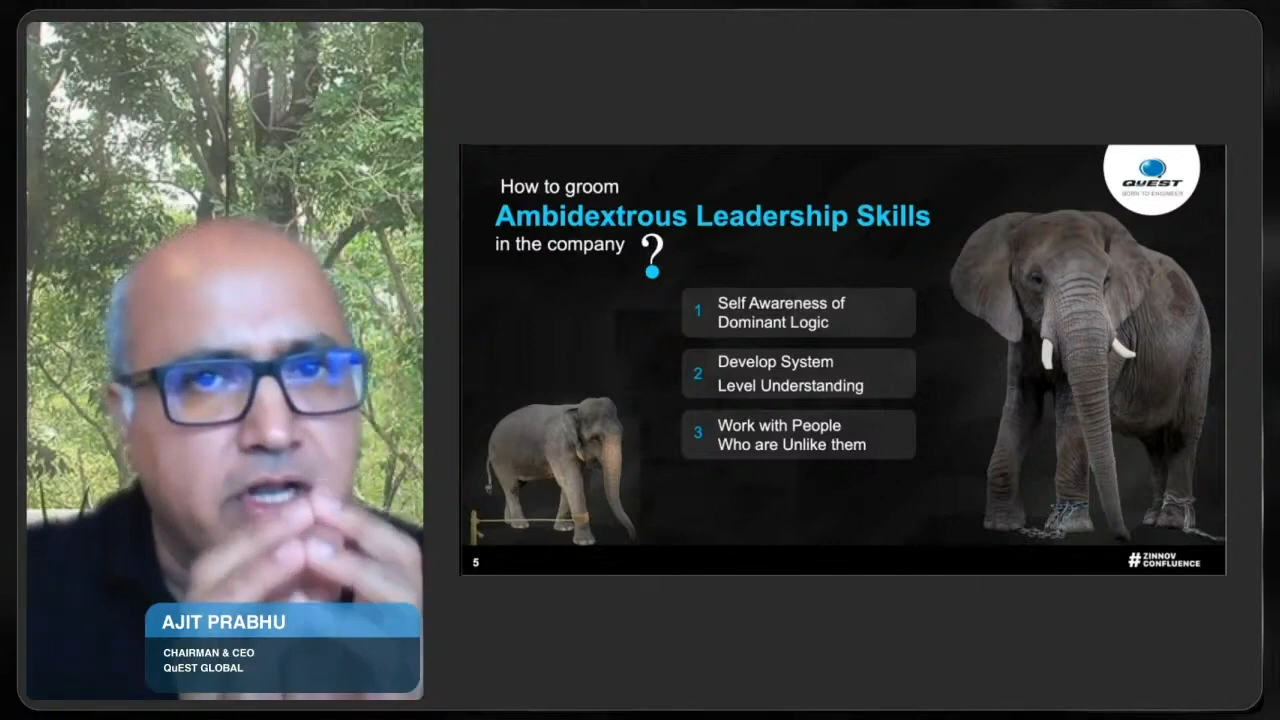 How to groom
Ambidextrous Leadership Skills
in the company ?
1 Self Awareness of
Dominant Logic
2 Develop System
Level Understanding
3 Work with People
Who are Unlike them
QuEST
BORN TO ENGINEER
5
#ZINNOV
CONFLUENCE
AJIT PRABHU
CHAIRMAN & CEO
QuEST GLOBAL